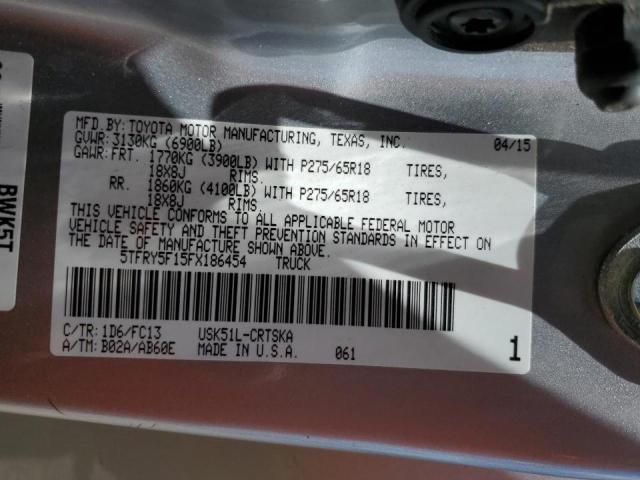 MFD.BY:TOYOTA MOTOR MANUFACTURING, TEXAS, INC. 04/15
GVWR:3130KG (6900LB)
GAWR:FRT. 1770KG (3900LB) WITH P275/65R18 TIRES,
18X8J RIMS.
RR. 1860KG (4100LB) WITH P275/65R18 TIRES,
18X8J RIMS.
THIS VEHICLE CONFORMS TO ALL APPLICABLE FEDERAL MOTOR
VEHICLE SAFETY AND THEFT PREVENTION STANDARDS IN EFFECT ON
THE DATE OF MANUFACTURE SHOWN ABOVE.
5TFRY5F15FX186454 TRUCK
C/TR:1D6/FC13 USK51L-CRTSKA
A/TM:B02A/AB60E MADE IN U.S.A. 061 1
BWK5T